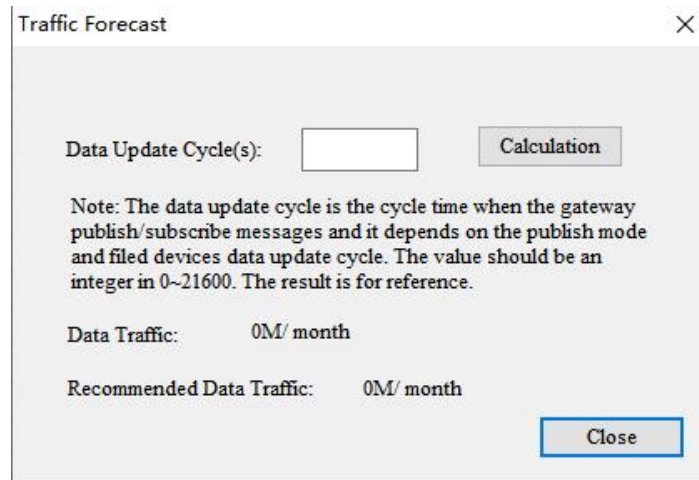 Traffic Forecast
Data Update Cycle(s):
Calculation
Note: The data update cycle is the cycle time when the gateway
publish/subscribe messages and it depends on the publish mode
and filed devices data update cycle. The value should be an
integer in 0~21600. The result is for reference.
Data Traffic: 0M/ month
Recommended Data Traffic: 0M/ month
Close